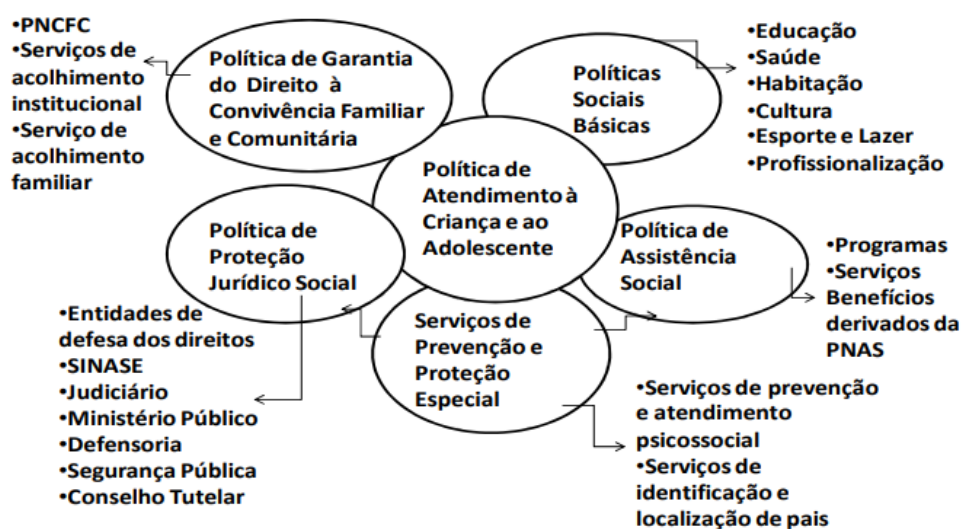 •PNCFC
•Serviços de
acolhimento
institucional
•Serviço de
acolhimento
familiar
Política de Garantia
do Direito à
Convivência Familiar
e Comunitária
Políticas
Sociais
Básicas
•Educação
•Saúde
•Habitação
•Cultura
•Esporte e Lazer
•Profissionalização
Política de
Atendimento à
Criança e ao
Adolescente
Política de
Proteção
Jurídico Social
Política de
Assistência
Social
•Programas
•Serviços
Benefícios
derivados da
PNAS
•Entidades de
defesa dos direitos
•SINASE
•Judiciário
•Ministério Público
•Defensoria
•Segurança Pública
•Conselho Tutelar
Serviços de
Prevenção e
Proteção
Especial
•Serviços de prevenção
e atendimento
psicossocial
•Serviços de
identificação e
localização de pais